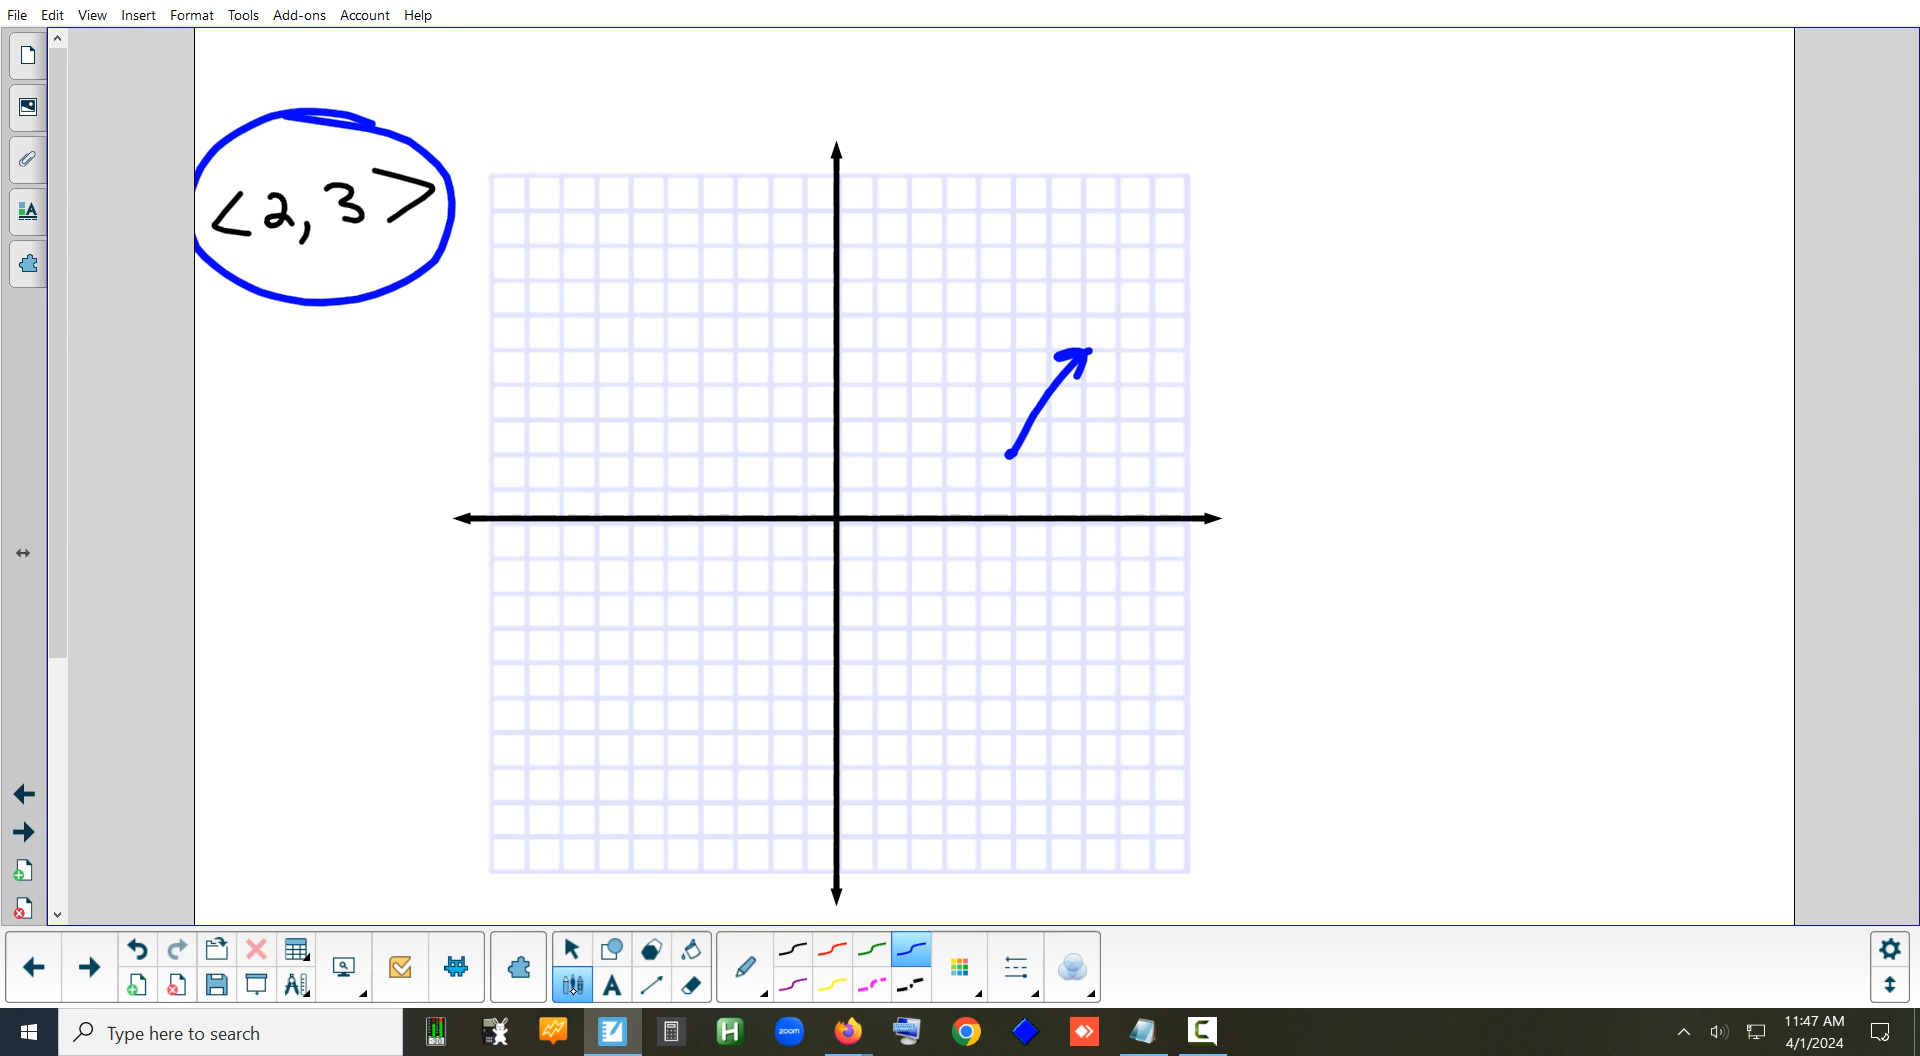 File Edit View Insert Format Tools Add-ons Account Help
<2,3>
Type here to search
zoom
11:47 AM
4/1/2024